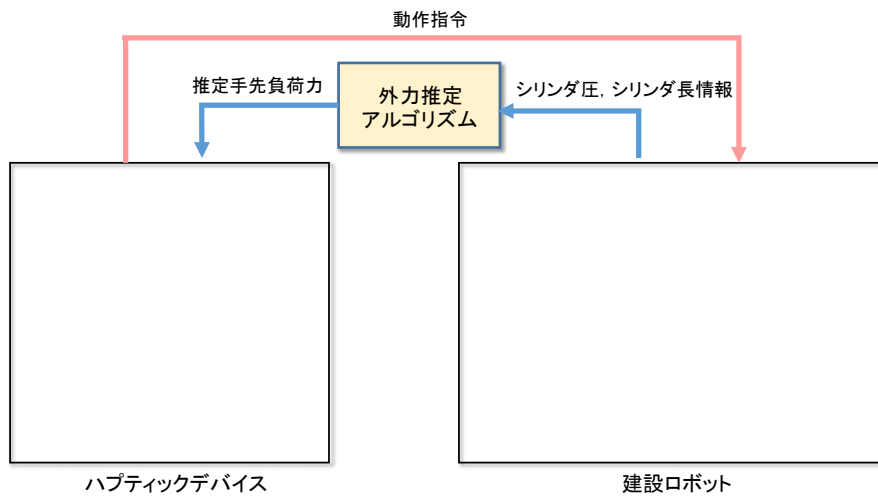 動作指令
推定手先負荷力
外力推定
アルゴリズム
シリンダ圧, シリンダ長情報
ハプティックデバイス
建設ロボット